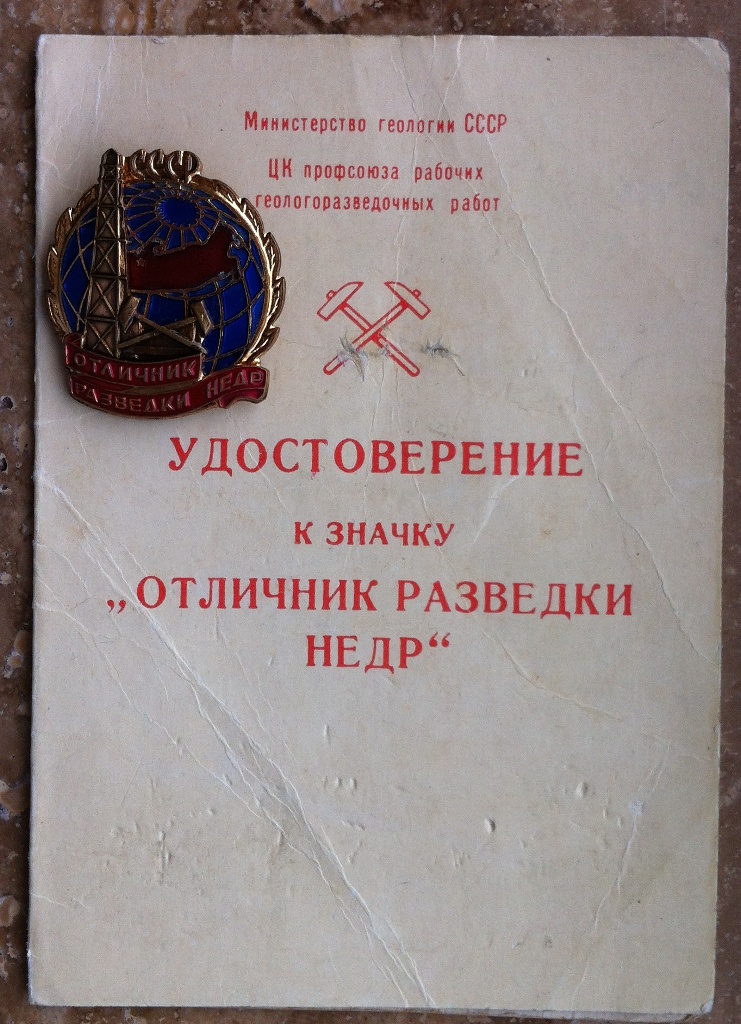 Министерство геологии СССР
ЦК профсоюза рабочих
геологоразведочных работ
СССР
ОТЛИЧНИК
РАЗВЕДКИ НЕДР
УДОСТОВЕРЕНИЕ
К ЗНАЧКУ
„ОТЛИЧНИК РАЗВЕДКИ
НЕДР“